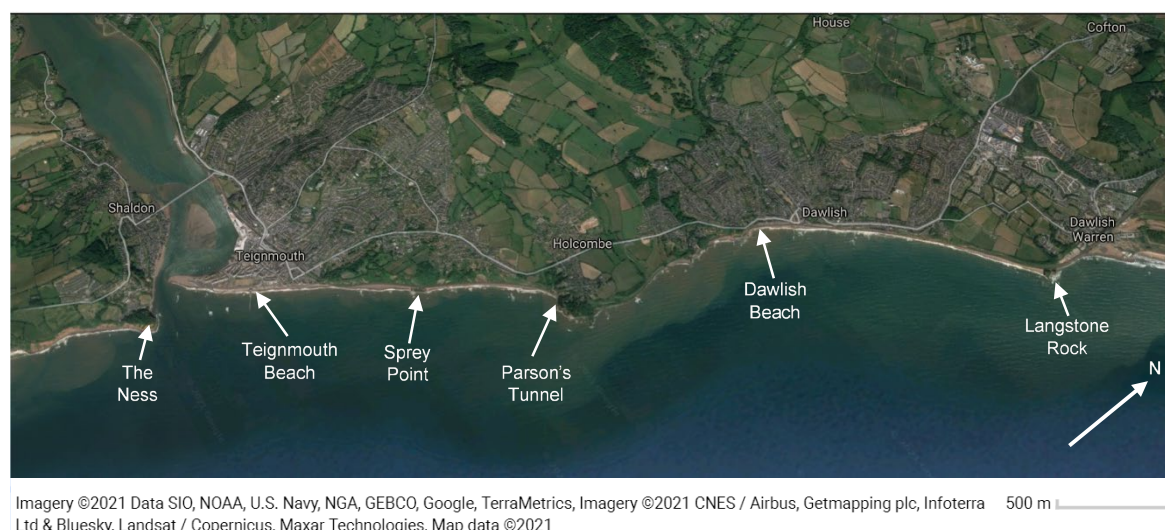 House
Cofton
Shaldon
Dawlish
Dawlish
Warren
Holcombe
Teignmouth
Dawlish
Beach
Langstone
Rock
Teignmouth
Beach
Sprey
Point
The
Ness
Parson's
Tunnel
N
Imagery ©2021 Data SIO, NOAA, U.S. Navy, NGA, GEBCO, Google, TerraMetrics, Imagery ©2021 CNES / Airbus, Getmapping plc, Infoterra
500 m
Ltd & Bluesky, Landsat / Copernicus, Maxar Technologies, Map data ©2021